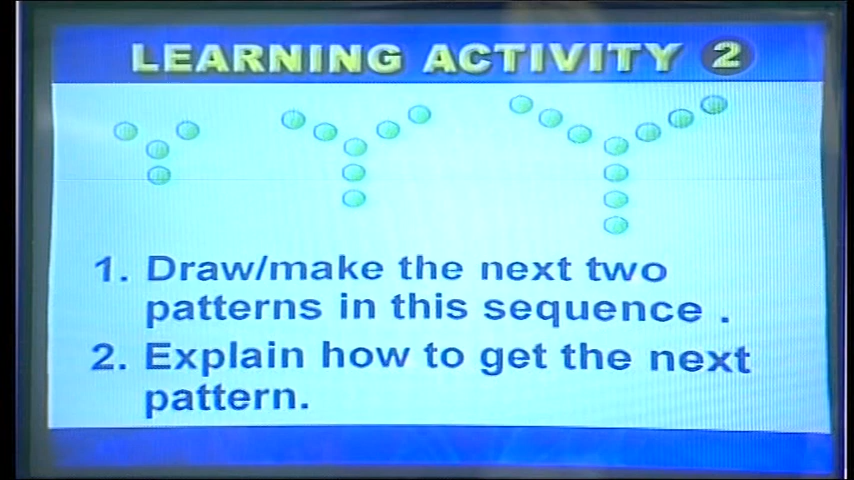 LEARNING ACTIVITY 2
1. Draw/make the next two
patterns in this sequence .
2. Explain how to get the next
pattern.